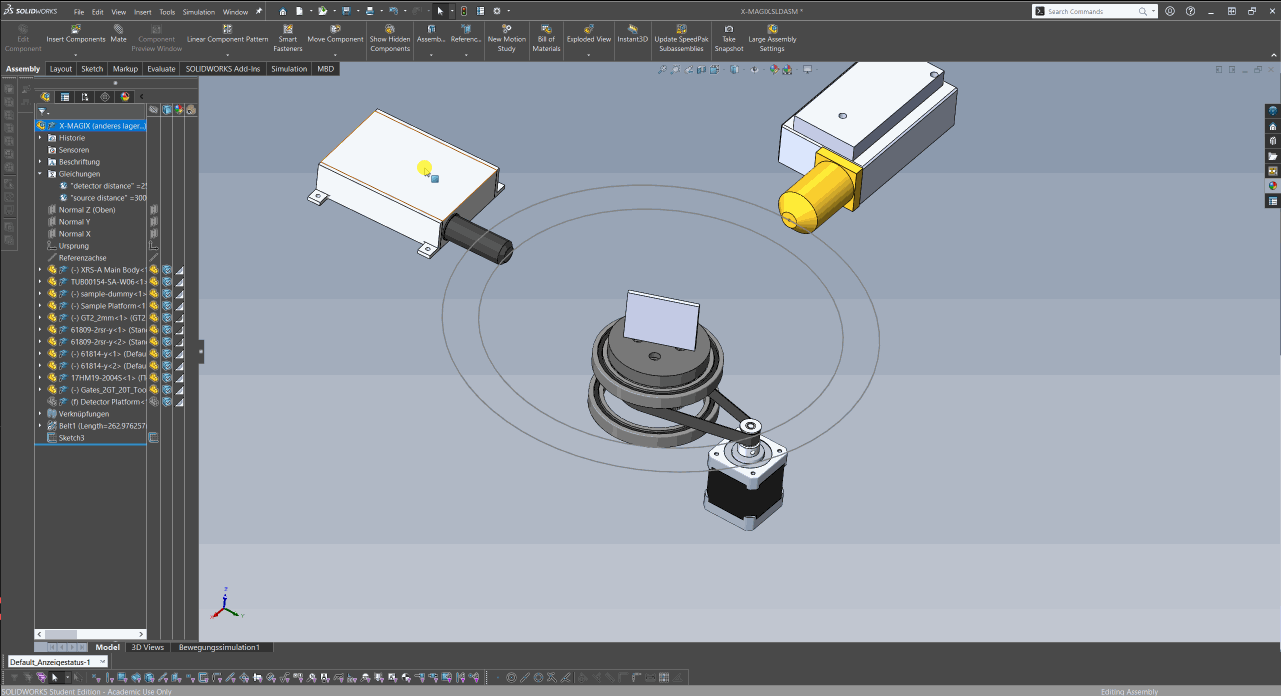 SOLIDWORKS File Edit View Insert Tools Simulation Window X-MAGIX.SLDASM * Search Commands
Edit Component
Insert Components
Mate
Component Preview Window
Linear Component Pattern
Smart Fasteners
Move Component
Show Hidden Components
Assemb...
Referenc...
New Motion Study
Bill of Materials
Exploded View
Instant3D
Update SpeedPak Subassemblies
Take Snapshot
Large Assembly Settings
Assembly Layout Sketch Markup Evaluate SOLIDWORKS Add-Ins Simulation MBD
X-MAGIX (anderes lager...
Historie
Sensoren
Beschriftung
Gleichungen
"detector distance" =25
"source distance" =300
Normal Z (Oben)
Normal Y
Normal X
Ursprung
Referenzachse
(-) XRS-A Main Body<
TUB00154-SA-W06<1>
(-) sample-dummy<1>
(-) Sample Platform<1
(-) GT2_2mm<1> (GT2
61809-2rsr-y<1> (Stan
61809-2rsr-y<2> (Stan
(-) 61814-y<1> (Defau
(-) 61814-y<2> (Defau
17HM19-2004S<1>
(-) Gates_2GT_20T_Too
(f) Detector Platform<
Verknüpfungen
Belt1 (Length=262.976257
Sketch3
Z
Y
Model 3D Views Bewegungssimulation1
Default_Anzeigestatus-1
SOLIDWORKS Student Edition - Academic Use Only Editing Assembly